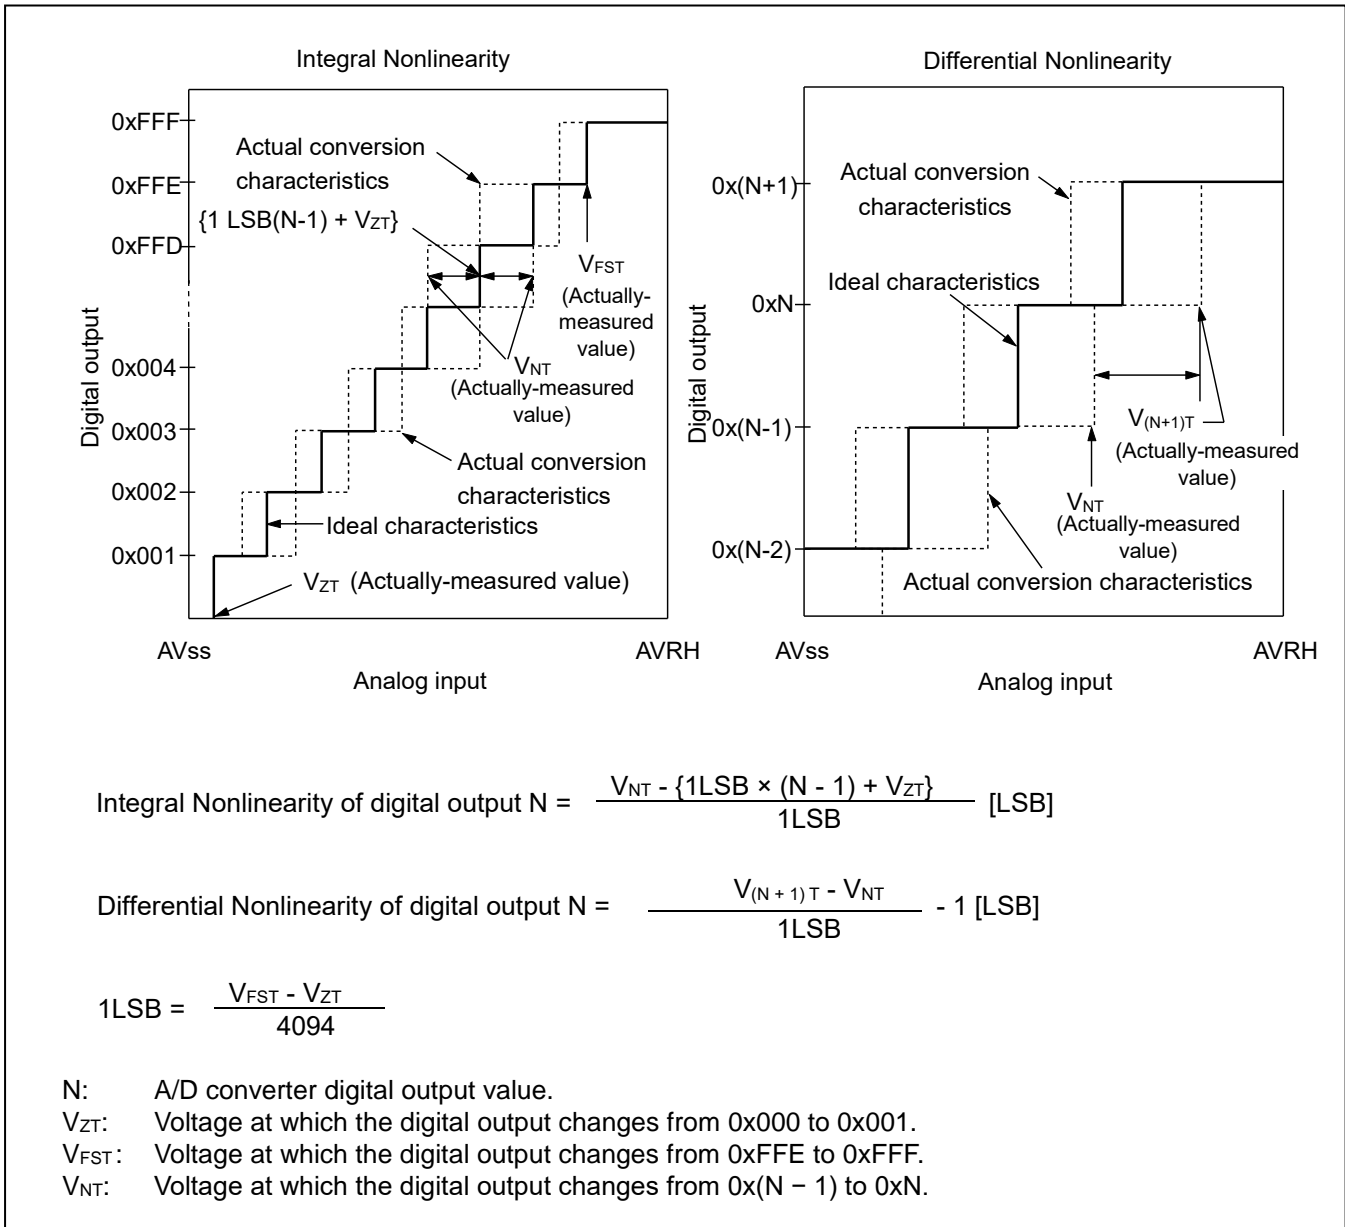 Integral Nonlinearity
0xFFF
0xFFE
0xFFD
0x004
0x003
0x002
0x001
Digital output
Actual conversion
characteristics
{1 LSB(N-1) + VZT}
VFST
(Actually-
measured
value)
VNT
(Actually-measured
value)
Actual conversion
characteristics
Ideal characteristics
VZT (Actually-measured value)
AVss
AVRH
Analog input
Differential Nonlinearity
0x(N+1)
0xN
0x(N-1)
0x(N-2)
Digital output
Actual conversion
characteristics
Ideal characteristics
V(N+1)T
(Actually-measured
value)
VNT
(Actually-measured
value)
Actual conversion characteristics
AVss
AVRH
Analog input
Integral Nonlinearity of digital output N = VNT - {1LSB × (N - 1) + VZT} / 1LSB [LSB]
Differential Nonlinearity of digital output N = V(N + 1) T - VNT / 1LSB - 1 [LSB]
1LSB = VFST - VZT / 4094
N: A/D converter digital output value.
VZT: Voltage at which the digital output changes from 0x000 to 0x001.
VFST: Voltage at which the digital output changes from 0xFFE to 0xFFF.
VNT: Voltage at which the digital output changes from 0x(N − 1) to 0xN.